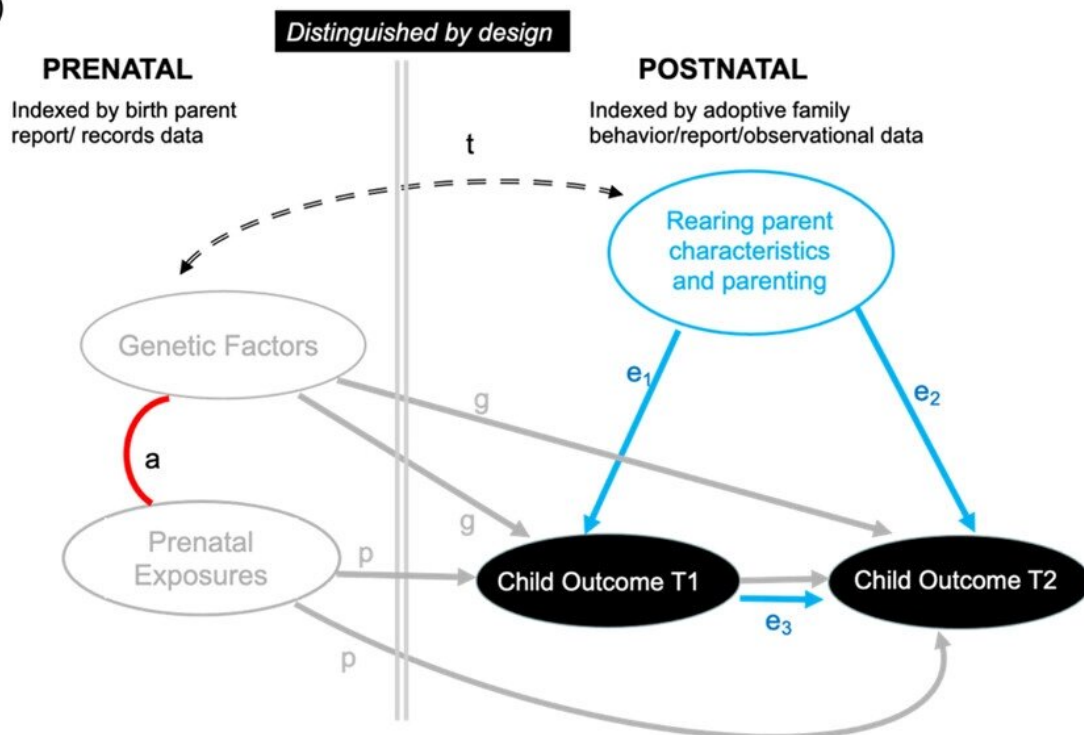 )
Distinguished by design
PRENATAL
Indexed by birth parent
report/ records data
POSTNATAL
Indexed by adoptive family
behavior/report/observational data
t
Rearing parent
characteristics
and parenting
Genetic Factors
e1
e2
g
a
g
Prenatal
Exposures
p
Child Outcome T1
Child Outcome T2
e3
p